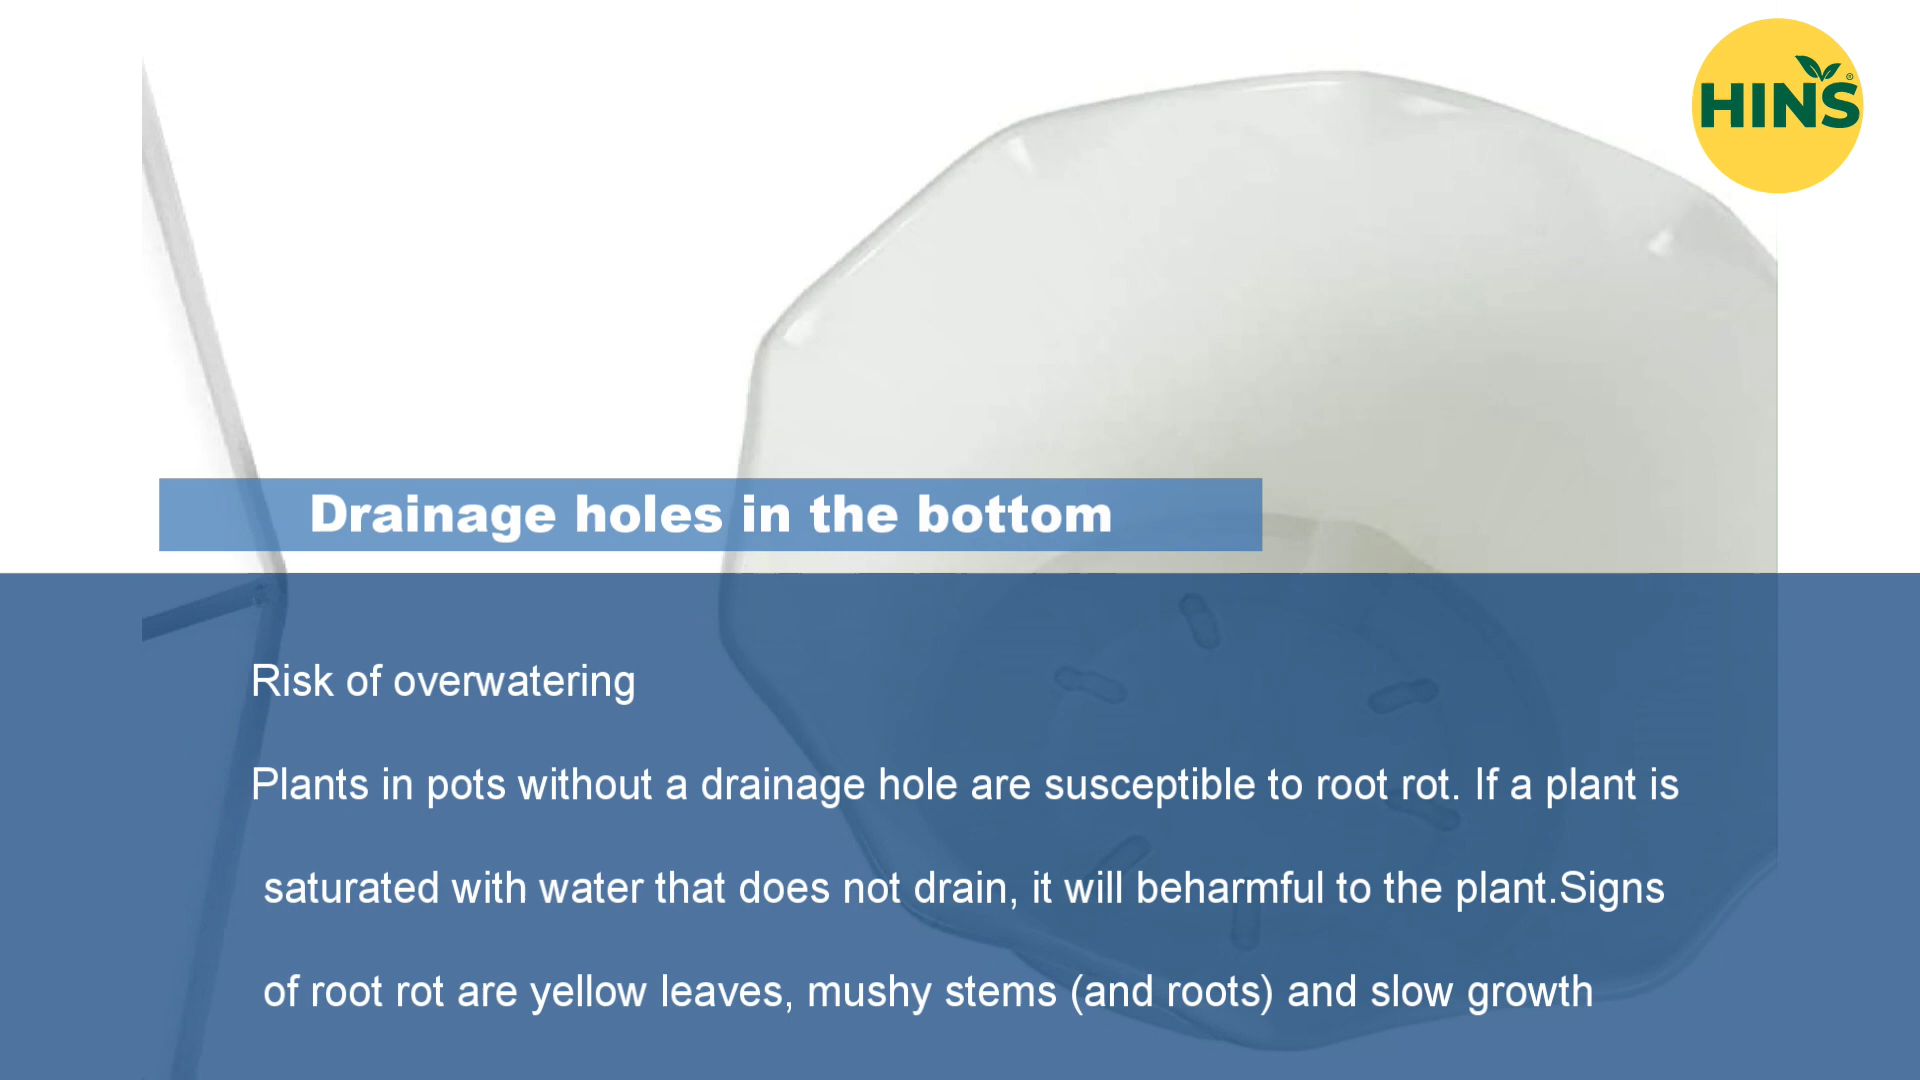 HINS®
Drainage holes in the bottom
Risk of overwatering
Plants in pots without a drainage hole are susceptible to root rot. If a plant is
saturated with water that does not drain, it will beharmful to the plant.Signs
of root rot are yellow leaves, mushy stems (and roots) and slow growth